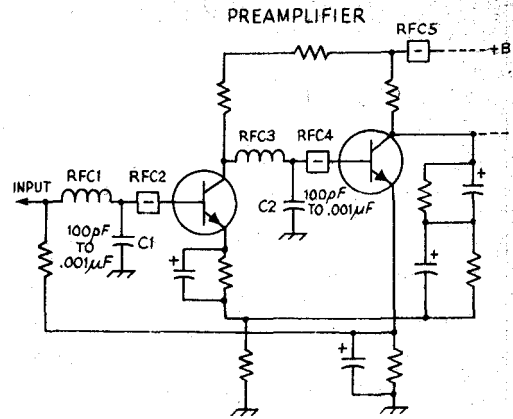 PREAMPLIFIER
RFC5
+B
RFC3
RFC4
RFC1
RFC2
INPUT
100pF
TO
.001µF
C1
C2
100pF
TO .001µF
+
+
+
+